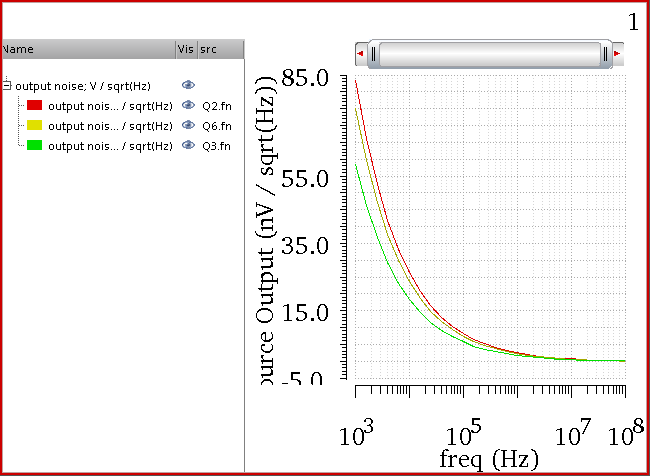 1
Name Vis src
output noise; V / sqrt(Hz)
output nois... / sqrt(Hz) Q2.fn
output nois... / sqrt(Hz) Q6.fn
output nois... / sqrt(Hz) Q3.fn
ource Output (nV / sqrt(Hz))
85.0
55.0
35.0
15.0
-5.0
10^3 10^5 10^7 10^8
freq (Hz)